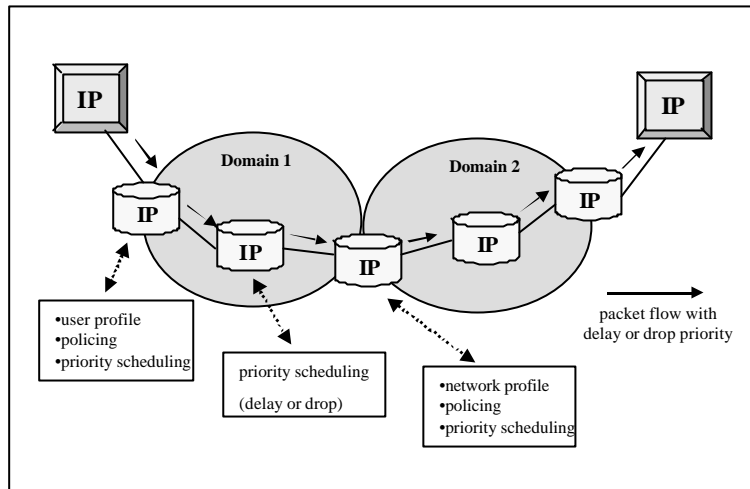 IP
IP
Domain 1
Domain 2
IP
IP
IP
IP
IP
•user profile
•policing
•priority scheduling
priority scheduling
(delay or drop)
•network profile
•policing
•priority scheduling
packet flow with
delay or drop priority